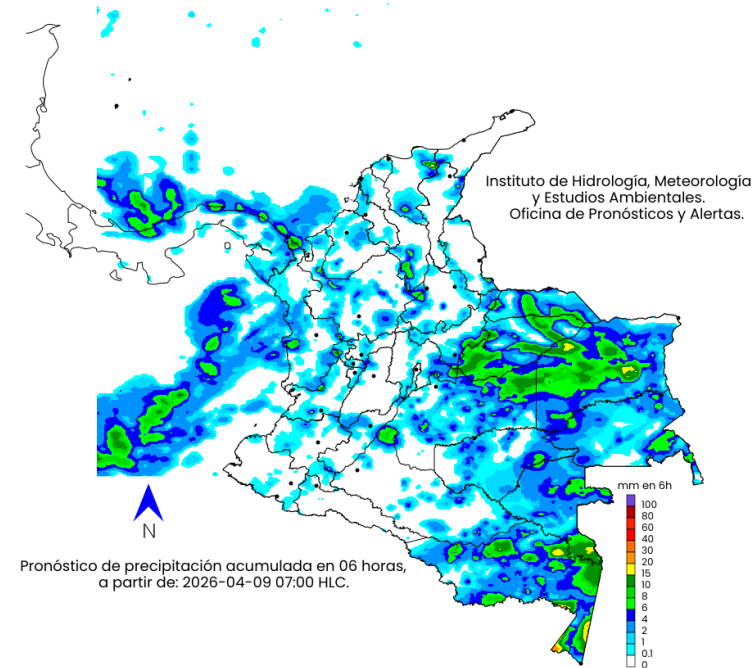 Instituto de Hidrología, Meteorología
y Estudios Ambientales.
Oficina de Pronósticos y Alertas.
mm en 6h
100
80
60
40
30
20
15
10
8
6
4
2
1
0.1
0
N
Pronóstico de precipitación acumulada en 06 horas,
a partir de: 2026-04-09 07:00 HLC.